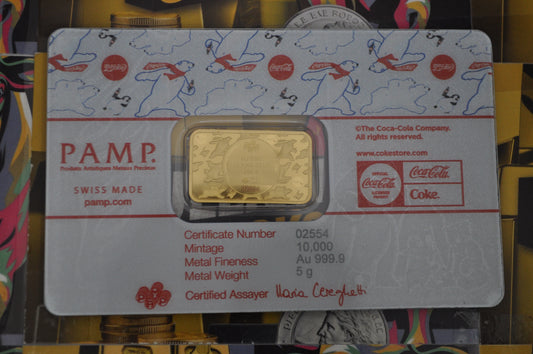 PAMP.
Produits Artistiques Métaux Précieux
SWISS MADE
pamp.com
©The Coca-Cola Company.
All rights reserved.
www.cokestore.com
Coca-Cola
Coca-Cola
Coke.
Certificate Number 02554
Mintage 10,000
Metal Fineness Au 999.9
Metal Weight 5 g
Certified Assayer